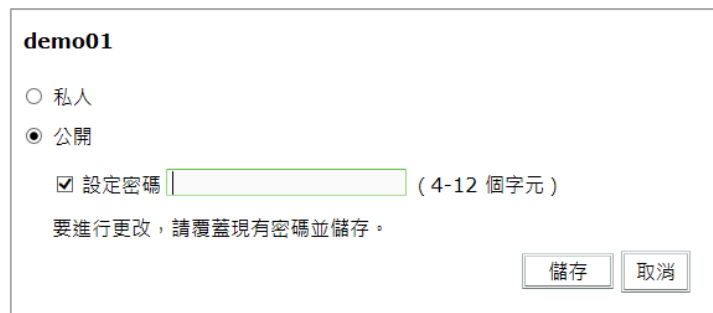 demo01
私人
公開
設定密碼 ( 4-12 個字元 )
要進行更改，請覆蓋現有密碼並儲存。
儲存 取消